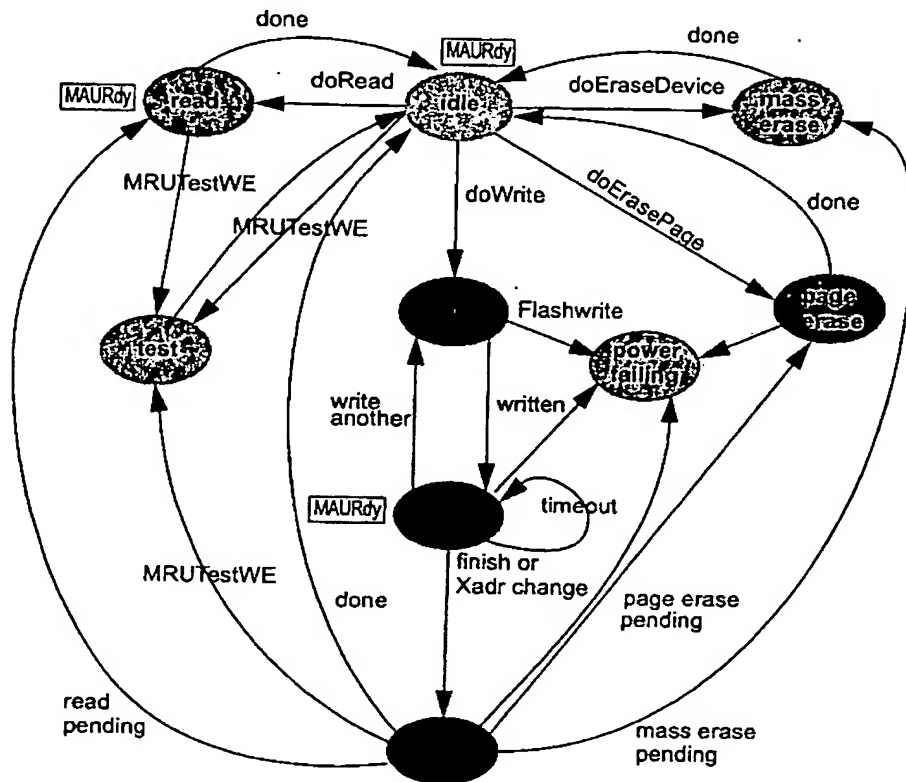 done
done
MAURdy
MAURdy
read
doRead
idle
doEraseDevice
mass
erase
MRUTestWE
MRUTestWE
doWrite
doErasePage
done
page
erase
Flashwrite
test
power
failing
write
another
written
MAURdy
timeout
finish or
Xadr change
MRUTestWE
done
page erase
pending
read
pending
mass erase
pending